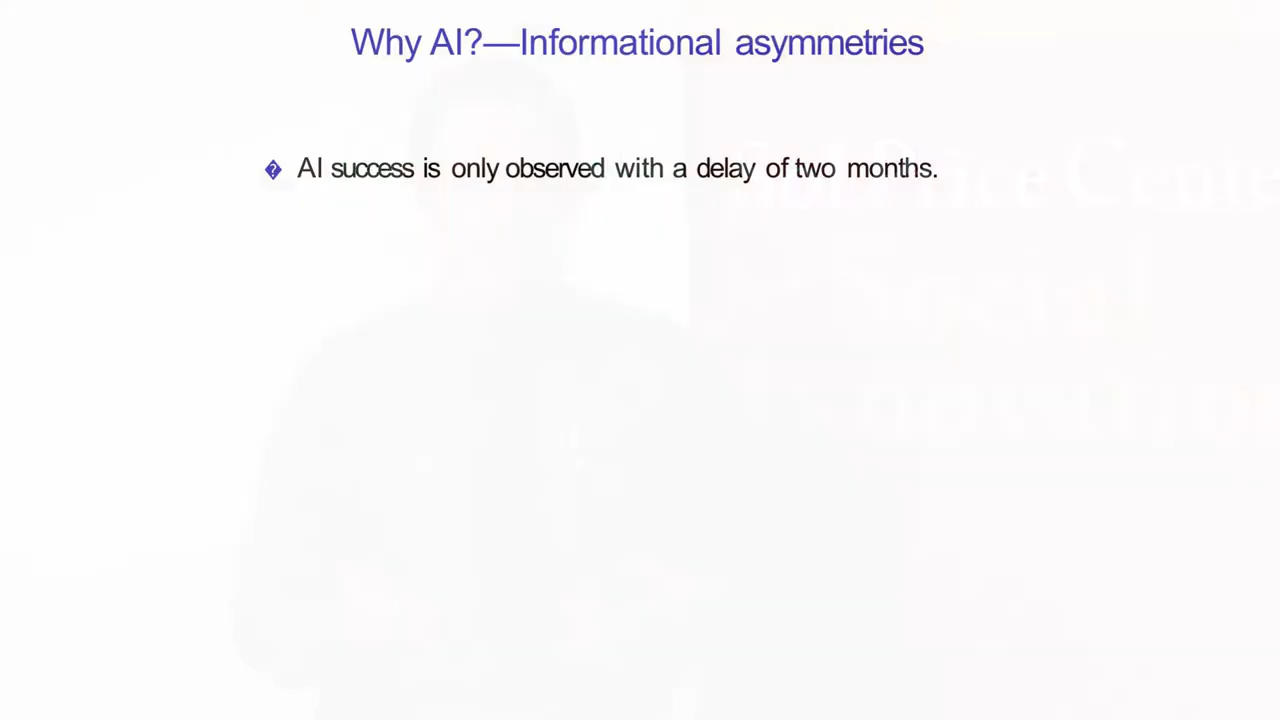 Why AI?—Informational asymmetries
AI success is only observed with a delay of two months.